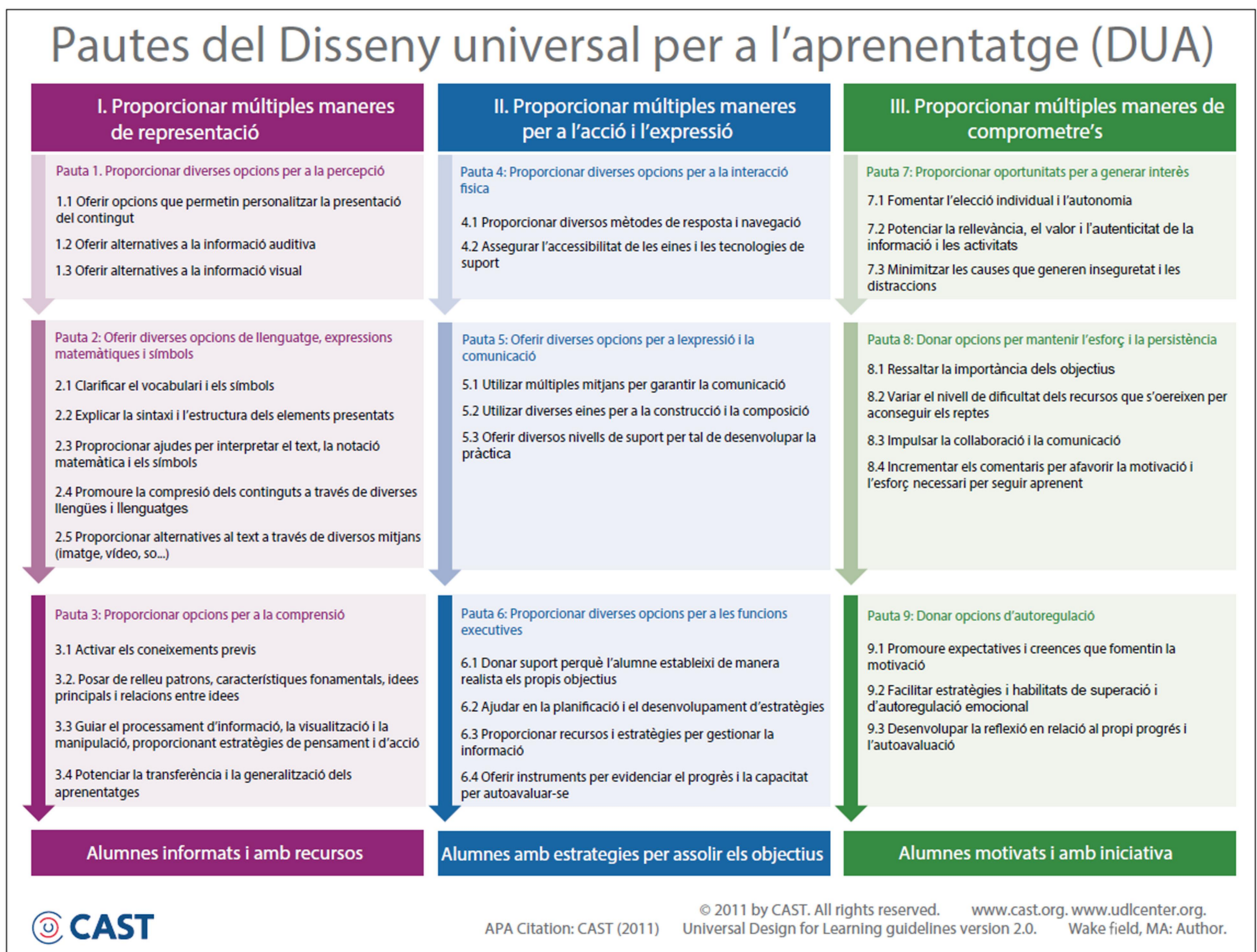 Pautes del Disseny universal per a l'aprenentatge (DUA)
I. Proporcionar múltiples maneres
de representació
Pauta 1. Proporcionar diverses opcions per a la percepció
1.1 Oferir opcions que permetin personalitzar la presentació
del contingut
1.2 Oferir alternatives a la informació auditiva
1.3 Oferir alternatives a la informació visual
Pauta 2: Oferir diverses opcions de llenguatge, expressions
matemàtiques i símbols
2.1 Clarificar el vocabulari i els símbols
2.2 Explicar la sintaxi i l'estructura dels elements presentats
2.3 Proprocionar ajudes per interpretar el text, la notació
matemàtica i els símbols
2.4 Promoure la compresió dels continguts a través de diverses
llengües i llenguatges
2.5 Proporcionar alternatives al text a través de diversos mitjans
(imatge, vídeo, so...)
Pauta 3: Proporcionar opcions per a la comprensió
3.1 Activar els coneixements previs
3.2. Posar de relleu patrons, característiques fonamentals, idees
principals i relacions entre idees
3.3 Guiar el processament d'informació, la visualització i la
manipulació, proporcionant estratègies de pensament i d'acció
3.4 Potenciar la transferència i la generalització dels
aprenentatges
Alumnes informats i amb recursos
II. Proporcionar múltiples maneres
per a l'acció i l'expressió
Pauta 4: Proporcionar diverses opcions per a la interacció
física
4.1 Proporcionar diversos mètodes de resposta i navegació
4.2 Assegurar l'accessibilitat de les eines i les tecnologies de
suport
Pauta 5: Oferir diverses opcions per a lexpressió i la
comunicació
5.1 Utilizar múltiples mitjans per garantir la comunicació
5.2 Utilizar diverses eines per a la construcció i la composició
5.3 Oferir diversos nivells de suport per tal de desenvolupar la
pràctica
Pauta 6: Proporcionar diverses opcions per a les funcions
executives
6.1 Donar suport perquè l'alumne estableixi de manera
realista els propis objectius
6.2 Ajudar en la planificació i el desenvolupament d'estratègies
6.3 Proporcionar recursos i estratègies per gestionar la
informació
6.4 Oferir instruments per evidenciar el progrès i la capacitat
per autoavaluar-se
Alumnes amb estrategies per assolir els objectius
III. Proporcionar múltiples maneres de
comprometre's
Pauta 7: Proporcionar oportunitats per a generar interès
7.1 Fomentar l'elecció individual i l'autonomia
7.2 Potenciar la rellevància, el valor i l'autenticitat de la
informació i les activitats
7.3 Minimitzar les causes que generen inseguretat i les
distraccions
Pauta 8: Donar opcions per mantenir l'esforç i la persistència
8.1 Ressaltar la importància dels objectius
8.2 Variar el nivell de dificultat dels recursos que s'oereixen per
aconseguir els reptes
8.3 Impulsar la collaboració i la comunicació
8.4 Incrementar els comentaris per afavorir la motivació i
l'esforç necessari per seguir aprenent
Pauta 9: Donar opcions d'autoregulació
9.1 Promoure expectatives i creences que fomentin la
motivació
9.2 Facilitar estratègies i habilitats de superació i
d'autoregulació emocional
9.3 Desenvolupar la reflexió en relació al propi progrés i
l'autoavaluació
Alumnes motivats i amb iniciativa
CAST
© 2011 by CAST. All rights reserved. www.cast.org. www.udlcenter.org.
APA Citation: CAST (2011) Universal Design for Learning guidelines version 2.0. Wake field, MA: Author.